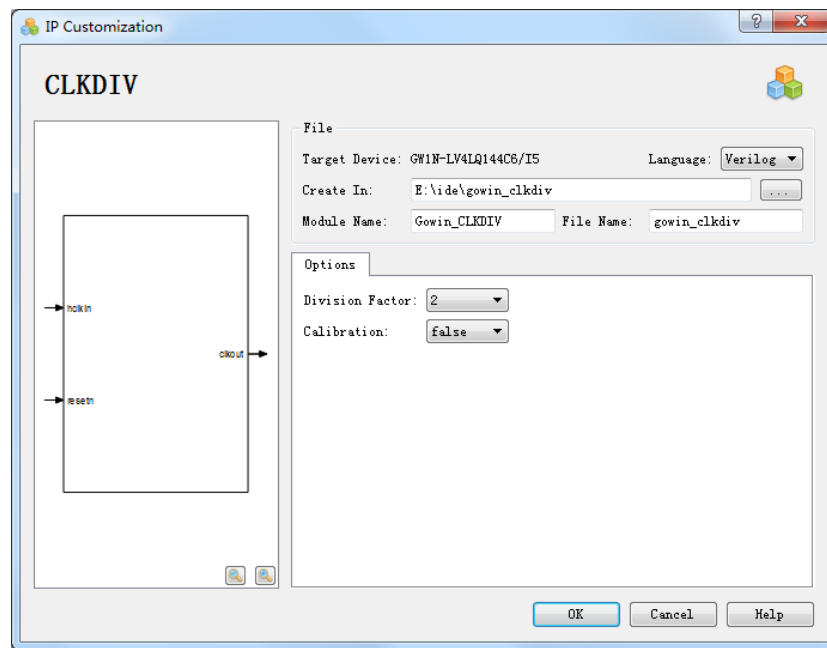 IP Customization
CLKDIV
File
Target Device: GW1N-LV4LQ144C6/I5 Language: Verilog
Create In: E:\ide\gowin_clkdiv ...
Module Name: Gowin_CLKDIV File Name: gowin_clkdiv
Options
Division Factor: 2
Calibration: false
hclkin
clkout
resetn
OK Cancel Help